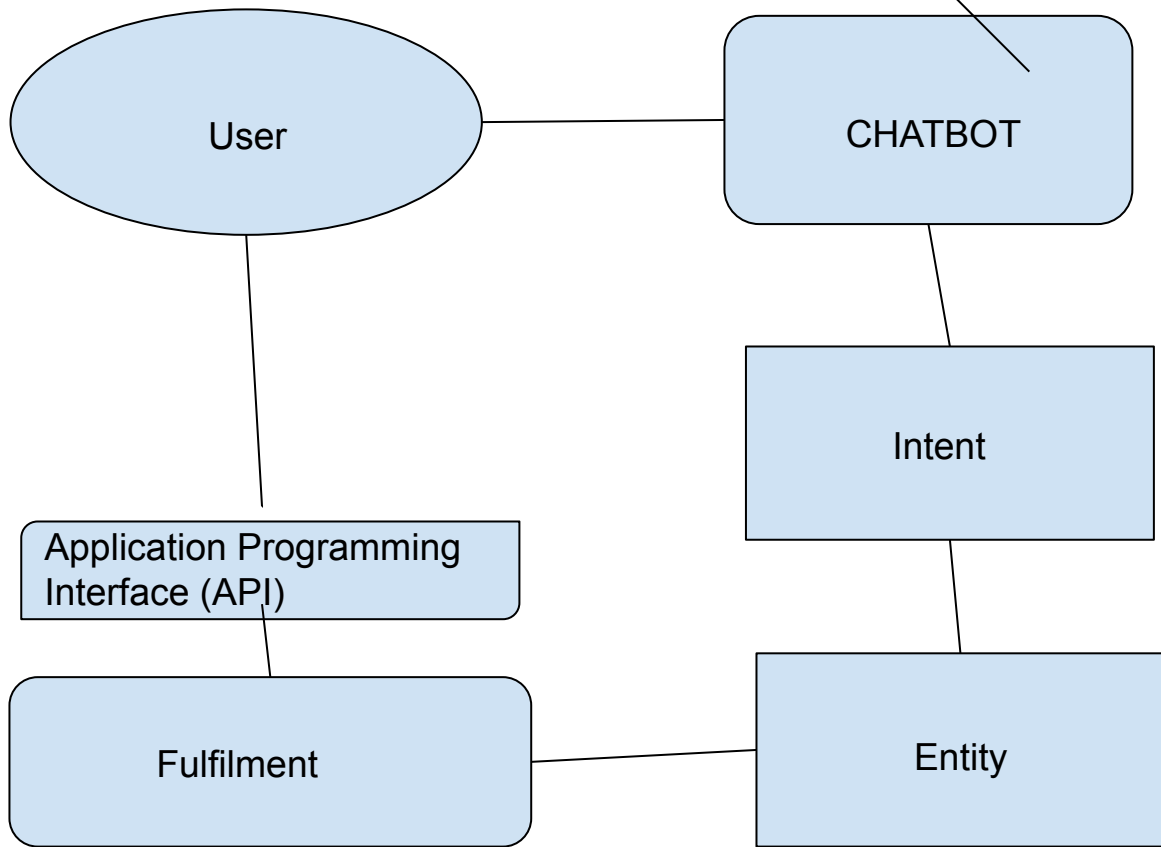 User
CHATBOT
Intent
Application Programming
Interface (API)
Fulfilment
Entity